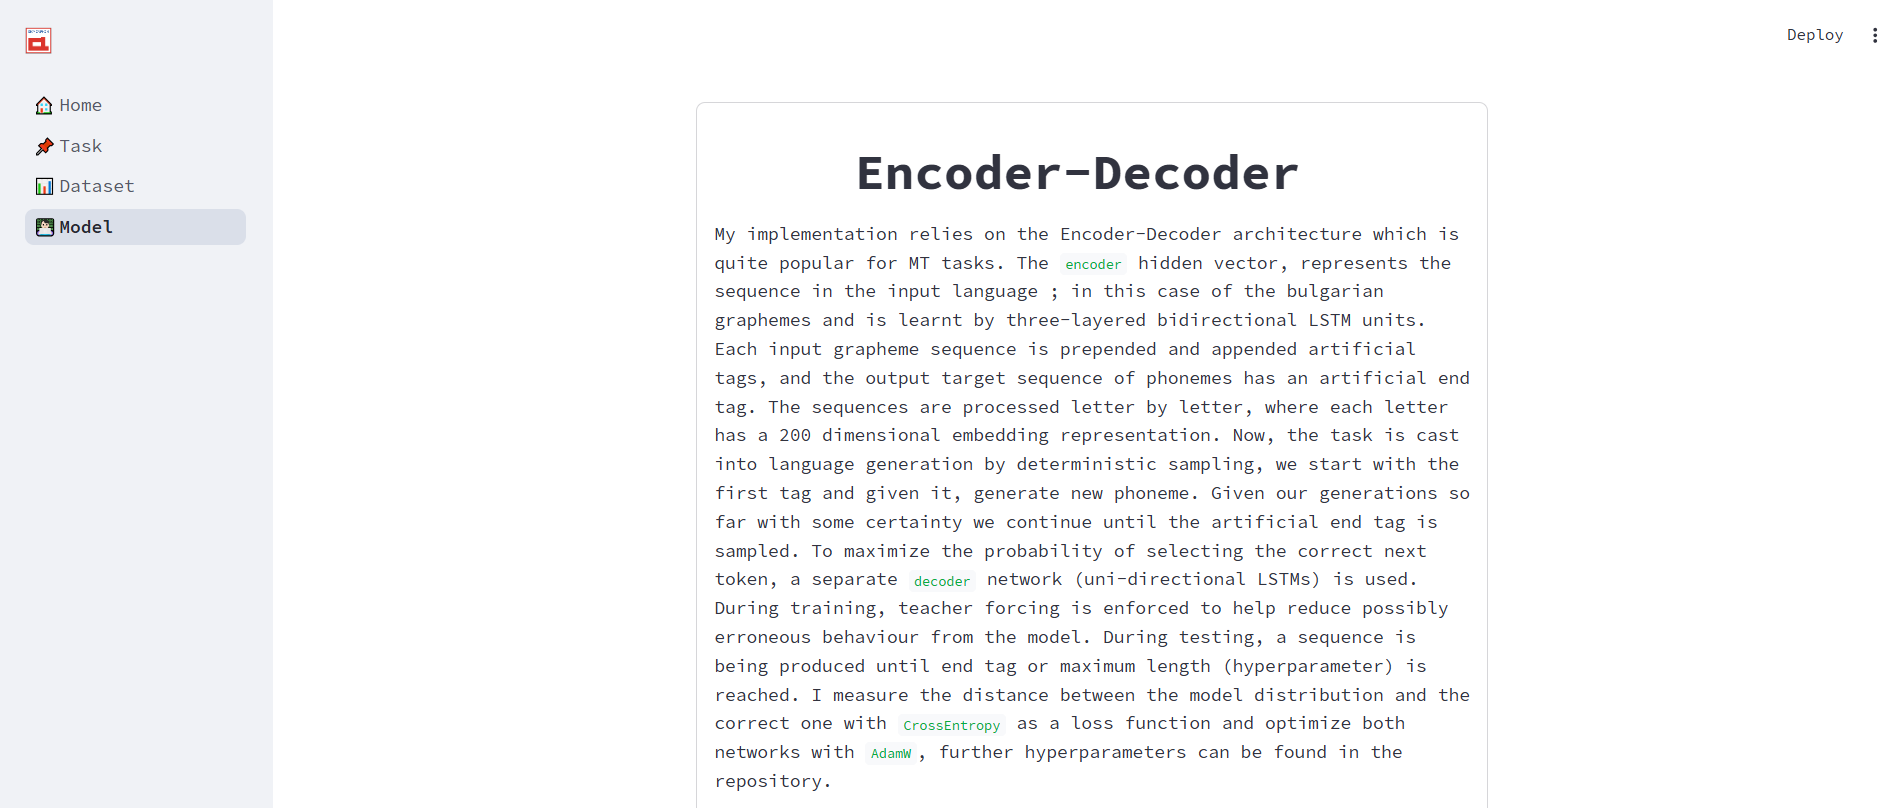 Deploy
Home
Task
Dataset
Model
Encoder-Decoder
My implementation relies on the Encoder-Decoder architecture which is
quite popular for MT tasks. The encoder hidden vector, represents the
sequence in the input language ; in this case of the bulgarian
graphemes and is learnt by three-layered bidirectional LSTM units.
Each input grapheme sequence is prepended and appended artificial
tags, and the output target sequence of phonemes has an artificial end
tag. The sequences are processed letter by letter, where each letter
has a 200 dimensional embedding representation. Now, the task is cast
into language generation by deterministic sampling, we start with the
first tag and given it, generate new phoneme. Given our generations so
far with some certainty we continue until the artificial end tag is
sampled. To maximize the probability of selecting the correct next
token, a separate decoder network (uni-directional LSTMs) is used.
During training, teacher forcing is enforced to help reduce possibly
erroneous behaviour from the model. During testing, a sequence is
being produced until end tag or maximum length (hyperparameter) is
reached. I measure the distance between the model distribution and the
correct one with CrossEntropy as a loss function and optimize both
networks with AdamW, further hyperparameters can be found in the
repository.